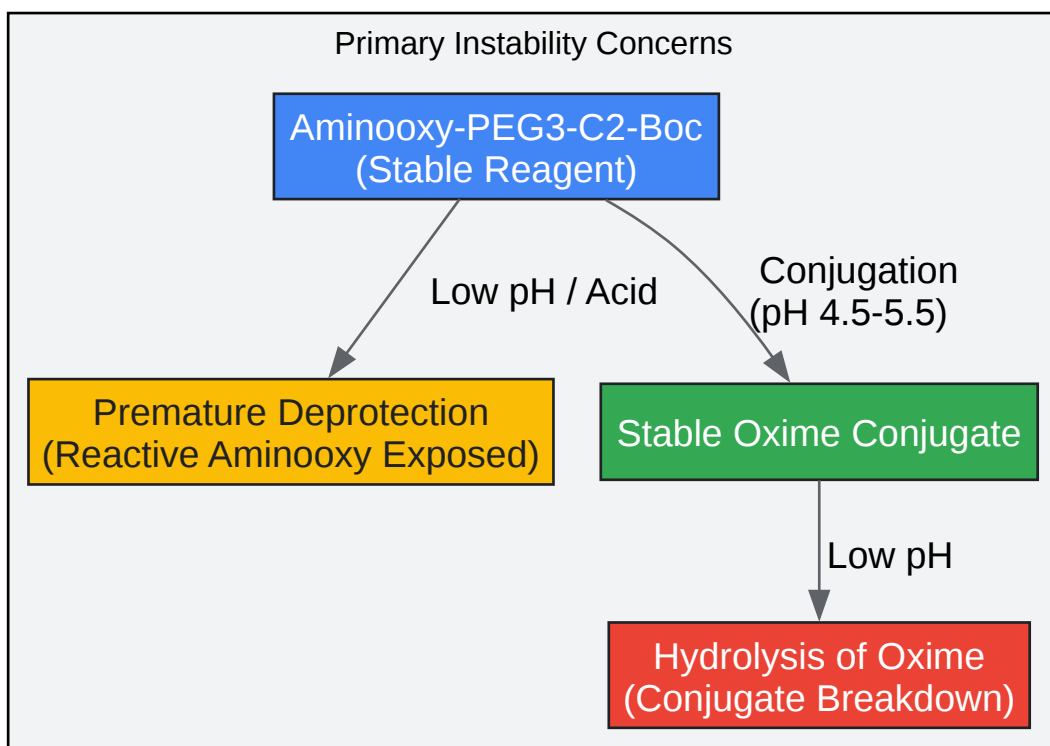 Primary Instability Concerns
Aminooxy-PEG3-C2-Boc
(Stable Reagent)
Low pH / Acid
Conjugation
(pH 4.5-5.5)
Premature Deprotection
(Reactive Aminooxy Exposed)
Stable Oxime Conjugate
Low pH
Hydrolysis of Oxime
(Conjugate Breakdown)